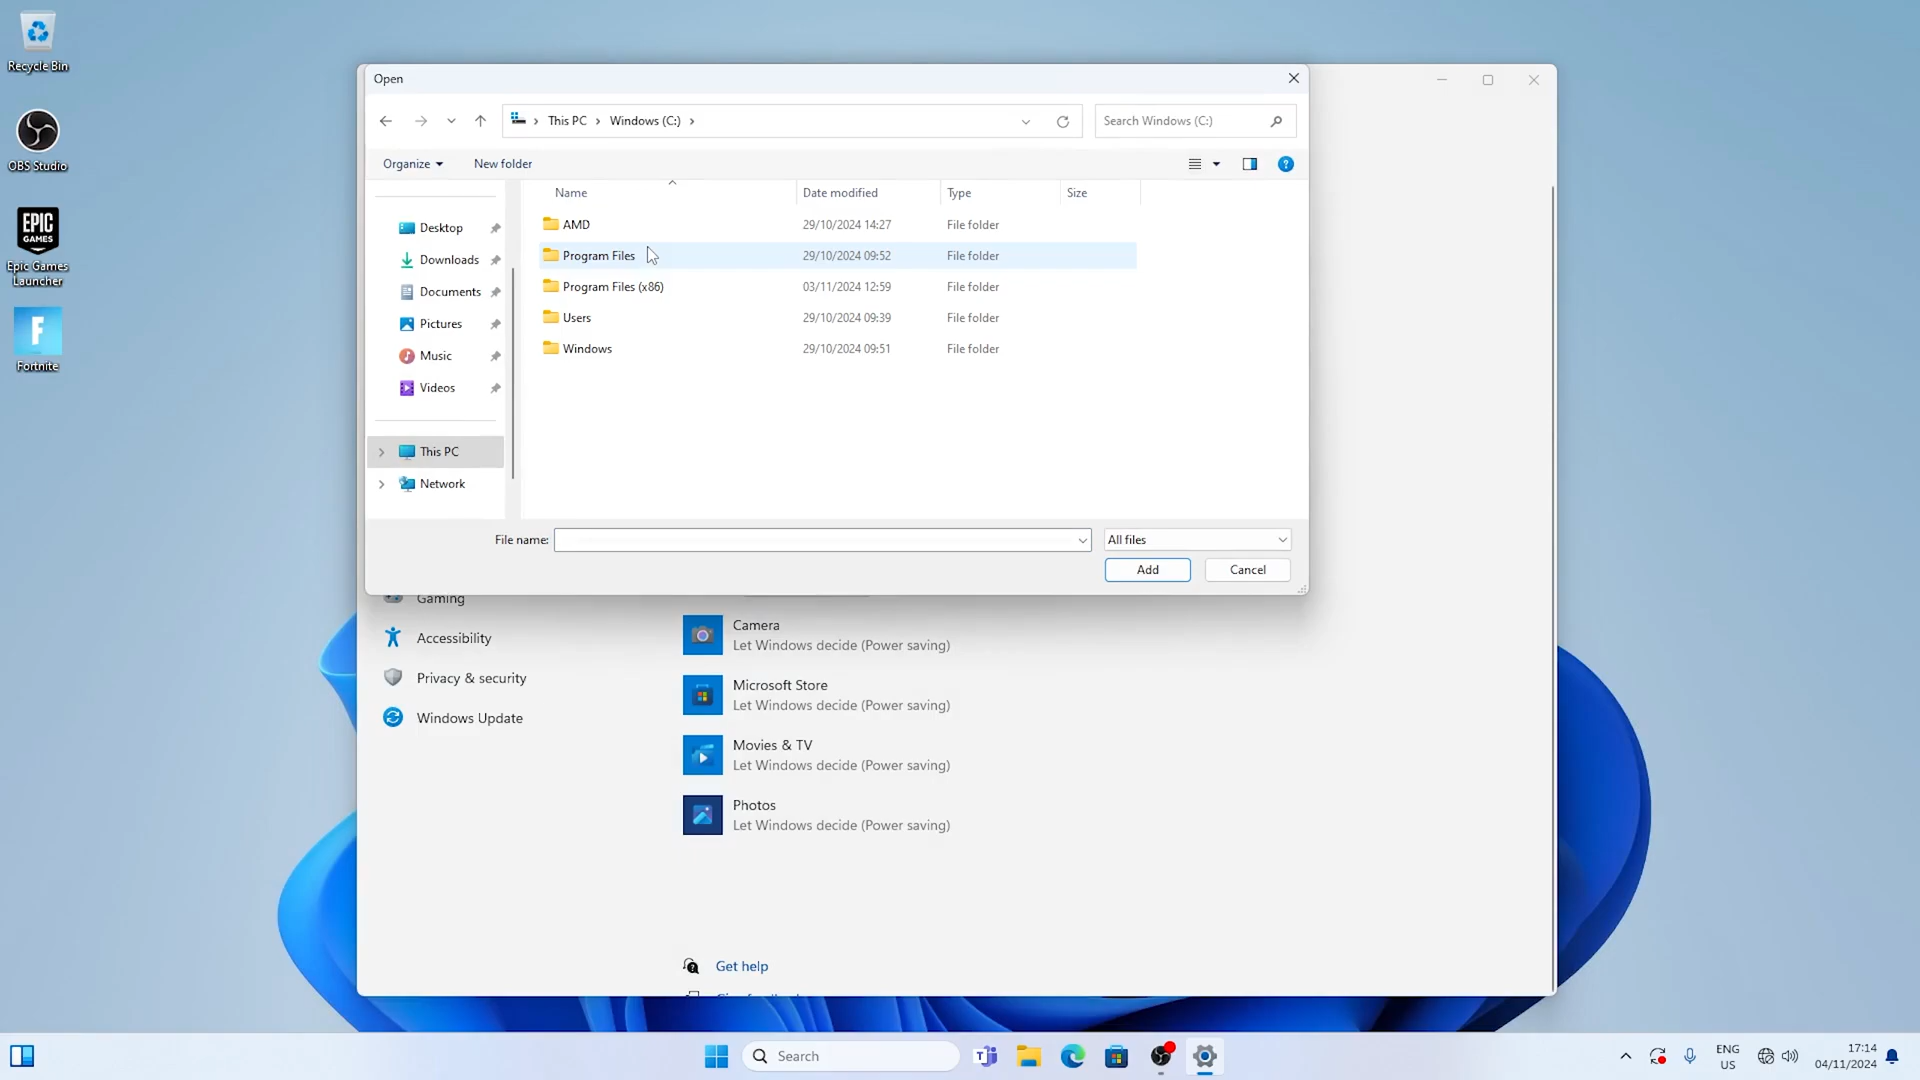 Recycle Bin
OBS Studio
EPIC
GAMES
Epic Games
Launcher
F
Fortnite
Open
This PC
Windows (C:)
Search Windows (C:)
Organize
New folder
?
Name
Date modified
Type
Size
AMD
29/10/2024 14:27
File folder
Program Files
29/10/2024 09:52
File folder
Program Files (x86)
03/11/2024 12:59
File folder
Users
29/10/2024 09:39
File folder
Windows
29/10/2024 09:51
File folder
Desktop
Downloads
Documents
Pictures
Music
Videos
This PC
Network
File name:
All files
Add
Cancel
Gaming
Accessibility
Privacy & security
Windows Update
Camera
Let Windows decide (Power saving)
Microsoft Store
Let Windows decide (Power saving)
Movies & TV
Let Windows decide (Power saving)
Photos
Let Windows decide (Power saving)
Get help
Search
ENG
US
17:14
04/11/2024